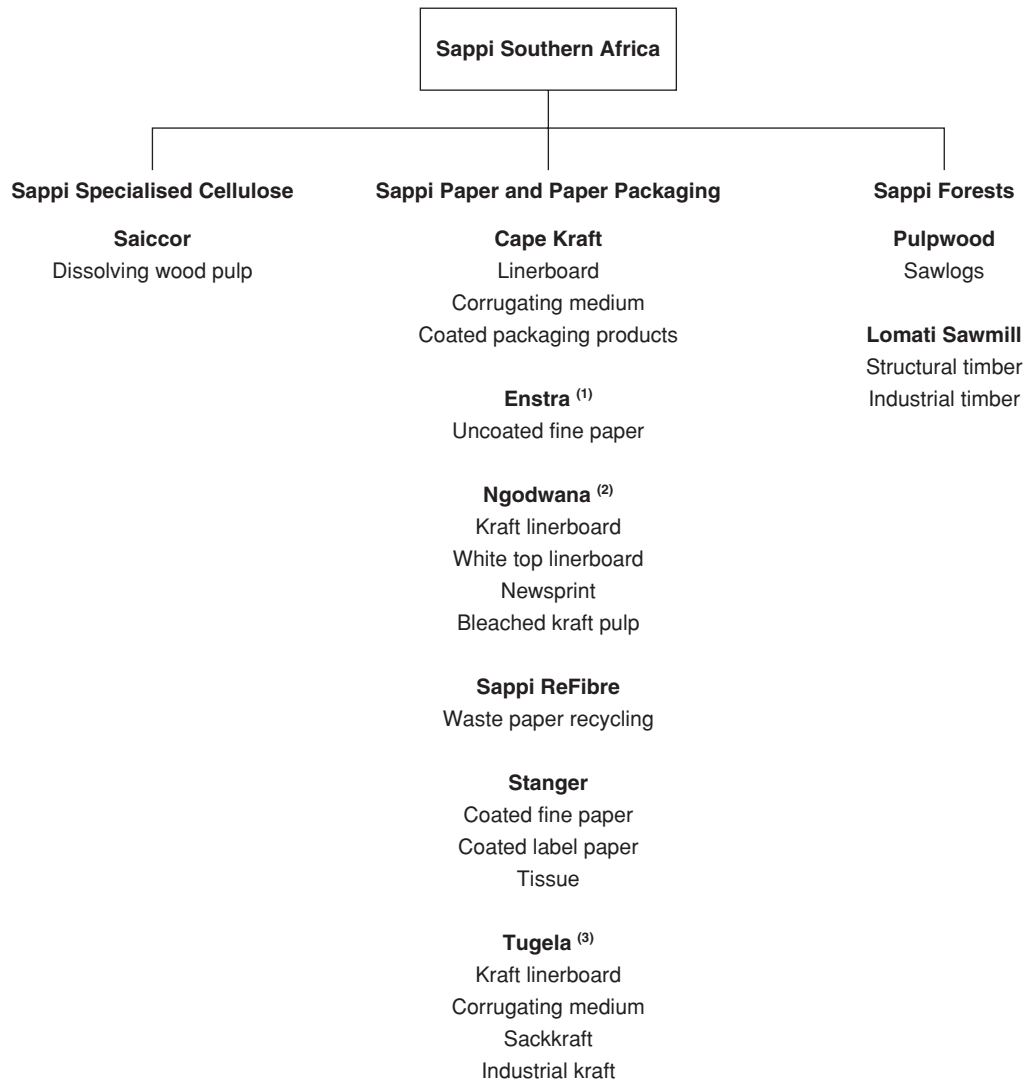 Sappi Southern Africa
Sappi Specialised Cellulose
Saiccor
Dissolving wood pulp
Sappi Paper and Paper Packaging
Cape Kraft
Linerboard
Corrugating medium
Coated packaging products
Enstra (1)
Uncoated fine paper
Ngodwana (2)
Kraft linerboard
White top linerboard
Newsprint
Bleached kraft pulp
Sappi ReFibre
Waste paper recycling
Stanger
Coated fine paper
Coated label paper
Tissue
Tugela (3)
Kraft linerboard
Corrugating medium
Sackkraft
Industrial kraft
Sappi Forests
Pulpwood
Sawlogs
Lomati Sawmill
Structural timber
Industrial timber